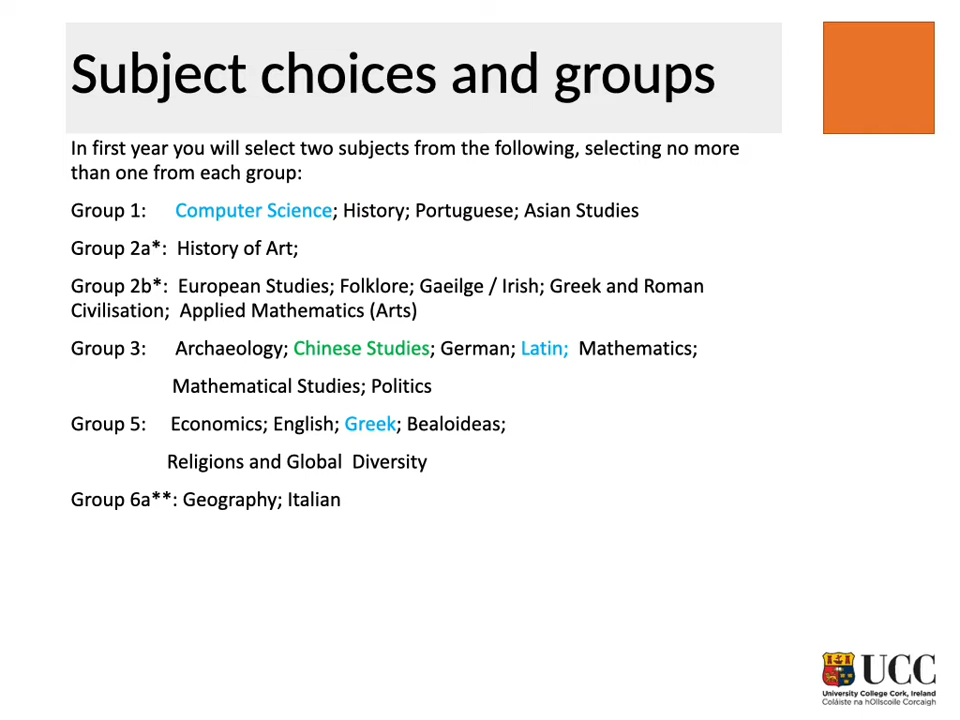 Subject choices and groups
In first year you will select two subjects from the following, selecting no more
than one from each group:
Group 1: Computer Science; History; Portuguese; Asian Studies
Group 2a*: History of Art;
Group 2b*: European Studies; Folklore; Gaeilge / Irish; Greek and Roman
Civilisation; Applied Mathematics (Arts)
Group 3: Archaeology; Chinese Studies; German; Latin; Mathematics;
Mathematical Studies; Politics
Group 5: Economics; English; Greek; Bealoideas;
Religions and Global Diversity
Group 6a**: Geography; Italian
UCC
University College Cork, Ireland
Coláiste na hOllscoile Corcaigh